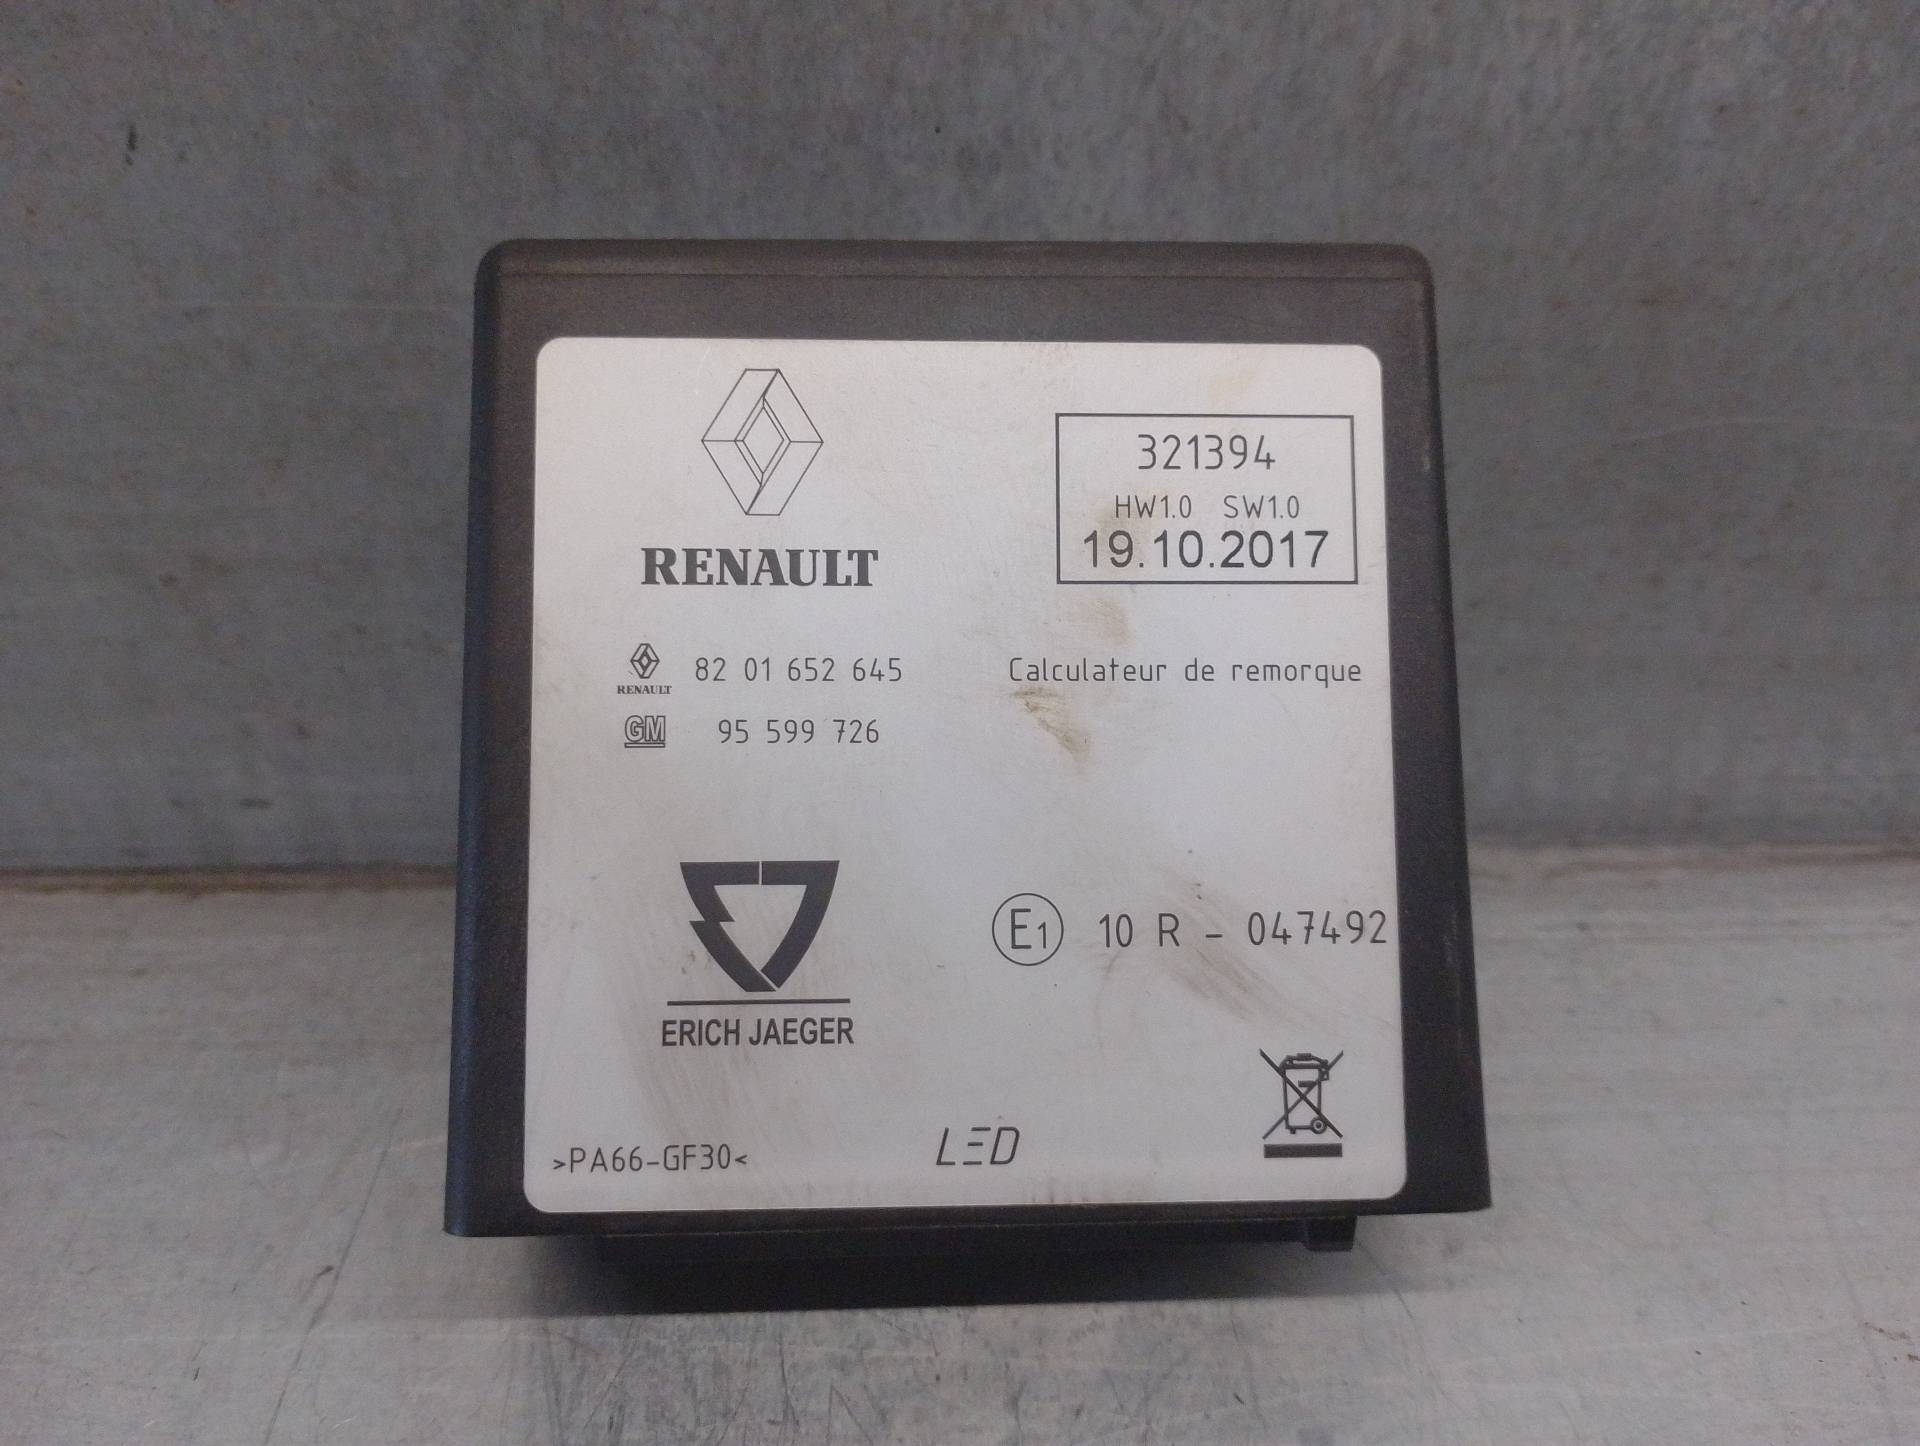 321394
HW1.0 SW1.0
19.10.2017
RENAULT
RENAULT 82 01 652 645 Calculateur de remorque
GM 95 599 726
E1 10 R - 047492
ERICH JAEGER
>PA66-GF30< LED